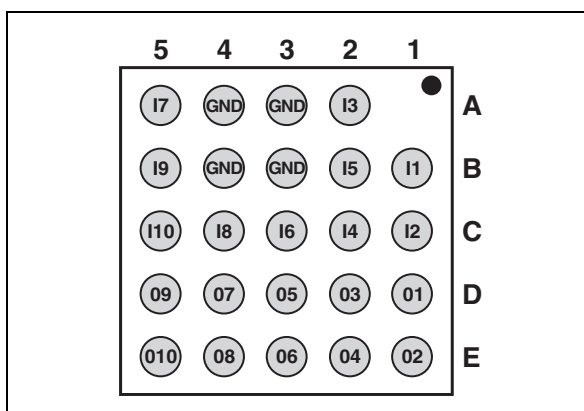 5 4 3 2 1
I7 GND GND I3 A
I9 GND GND I5 I1 B
I10 I8 I6 I4 I2 C
09 07 05 03 01 D
010 08 06 04 02 E